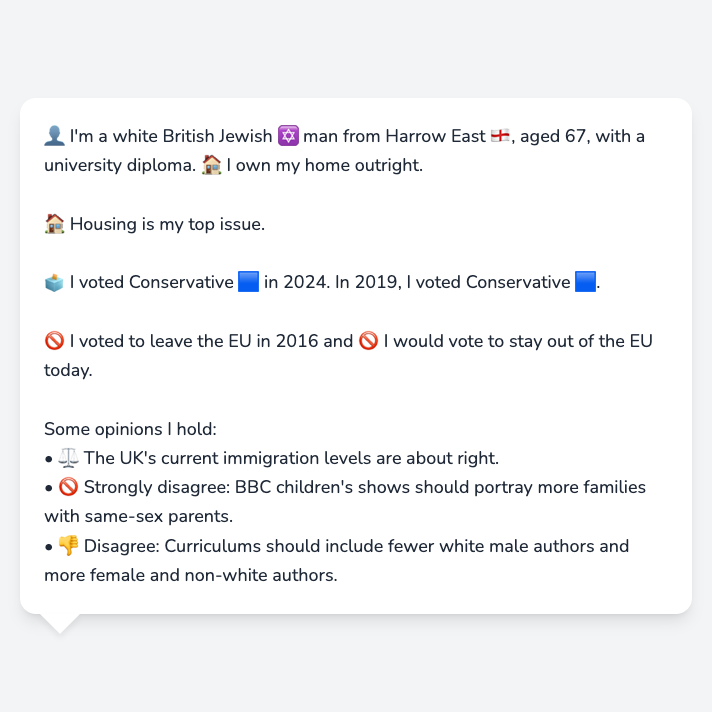 👤 I'm a white British Jewish ✡️ man from Harrow East 🏴󠁧󠁢󠁥󠁮󠁧󠁿, aged 67, with a
university diploma. 🏠 I own my home outright.
🏠 Housing is my top issue.
🗳️ I voted Conservative 🟦 in 2024. In 2019, I voted Conservative 🟦.
🚫 I voted to leave the EU in 2016 and 🚫 I would vote to stay out of the EU
today.
Some opinions I hold:
• ⚖️ The UK's current immigration levels are about right.
• 🚫 Strongly disagree: BBC children's shows should portray more families
with same-sex parents.
• 👎 Disagree: Curriculums should include fewer white male authors and
more female and non-white authors.